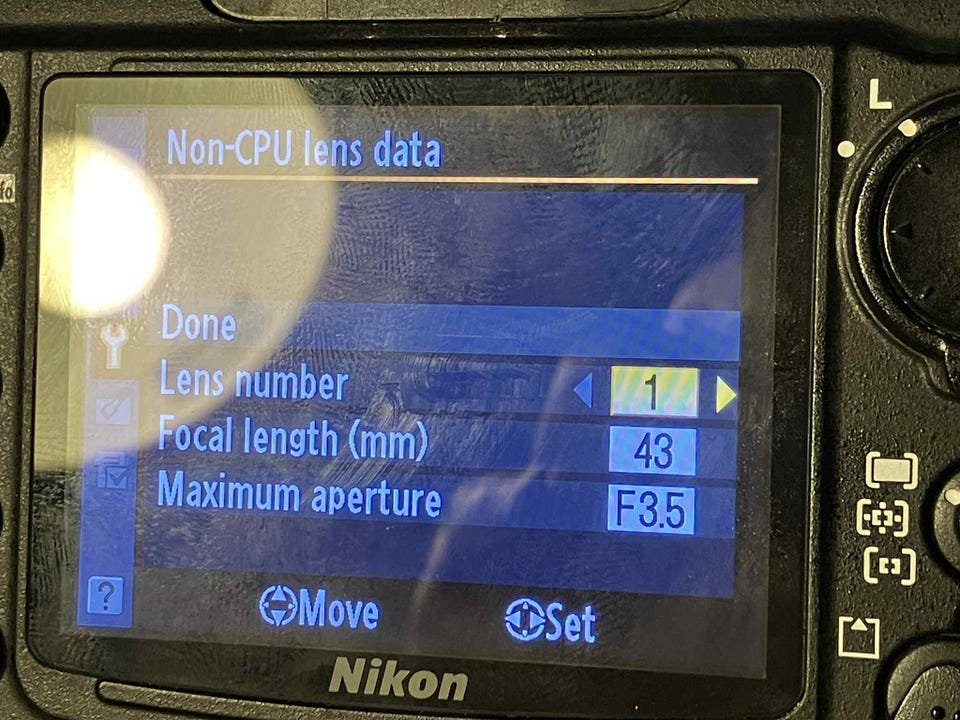 L
Non-CPU lens data
fo
Done
Lens number 1
Focal length (mm) 43
Maximum aperture F3.5
?
Move Set
Nikon